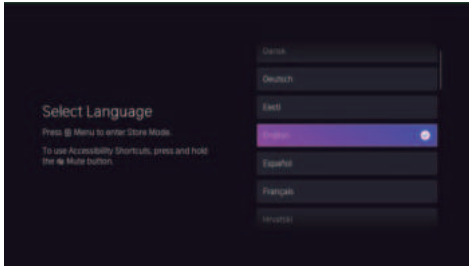 Select Language
Press Menu to enter Store Mode.
To use Accessibility Shortcuts, press and hold
the Mute button.
Dansk
Deutsch
Eesti
English
Español
Français
Hrvatski